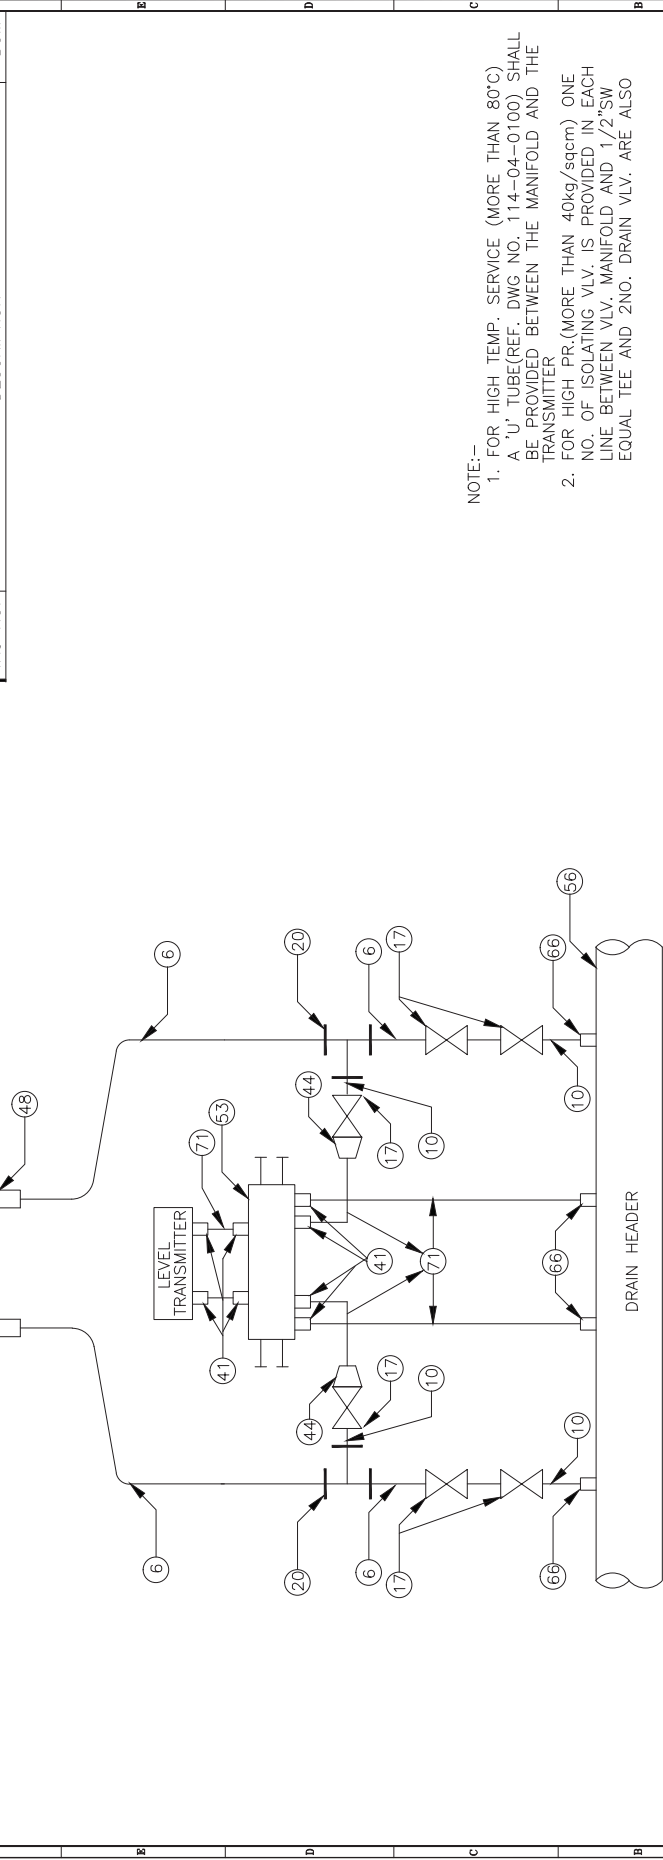 E
D
C
B
48
6
6
71
53
LEVEL
TRANSMITTER
41
20
20
44
44
6
6
17
17
17
17
10
10
41
71
66
66
66
10
10
56
DRAIN HEADER
NOTE:-
1. FOR HIGH TEMP. SERVICE (MORE THAN 80°C)
A 'U' TUBE(REF. DWG NO. 114-04-0100) SHALL
BE PROVIDED BETWEEN THE MANIFOLD AND THE
TRANSMITTER
2. FOR HIGH PR.(MORE THAN 40kg/sqcm) ONE
NO. OF ISOLATING VLV. IS PROVIDED IN EACH
LINE BETWEEN VLV. MANIFOLD AND 1/2"SW
EQUAL TEE AND 2NO. DRAIN VLV. ARE ALSO
E
D
C
B